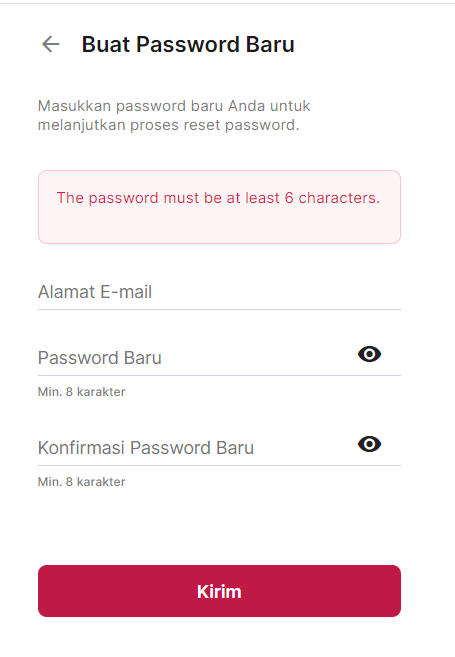 Buat Password Baru
Masukkan password baru Anda untuk
melanjutkan proses reset password.
The password must be at least 6 characters.
Alamat E-mail
Password Baru
Min. 8 karakter
Konfirmasi Password Baru
Min. 8 karakter
Kirim